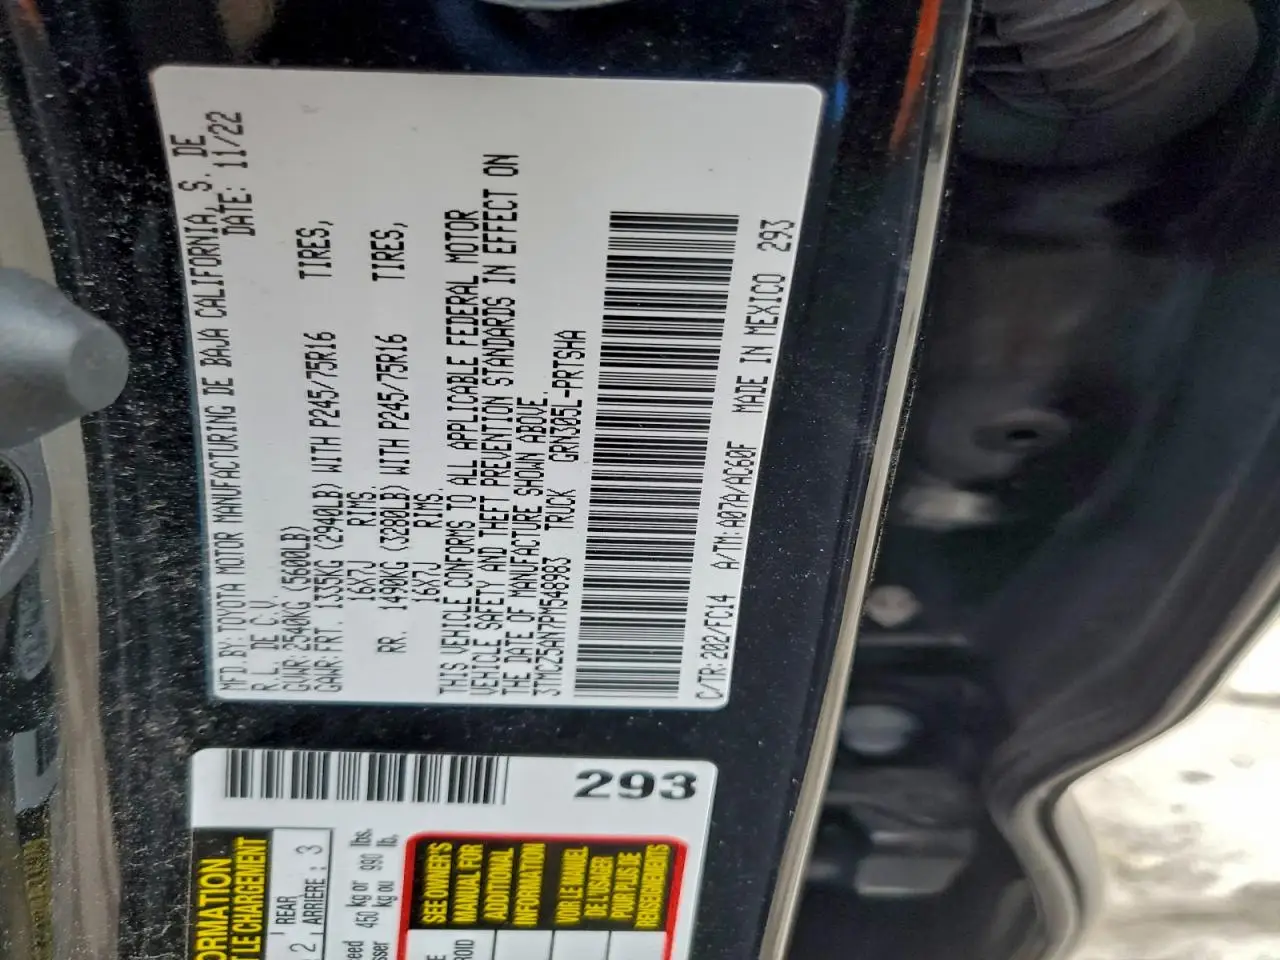 MFD.BY:TOYOTA MOTOR MANUFACTURING DE BAJA CALIFORNIA, S. DE
R.L. DE C.V. DATE: 11/22
GVWR:2540KG (5600LB)
GAWR:FRT. 1335KG (2940LB) WITH P245/75R16 TIRES,
16X7J RIMS.
RR. 1490KG (3280LB) WITH P245/75R16 TIRES,
16X7J RIMS.
THIS VEHICLE CONFORMS TO ALL APPLICABLE FEDERAL MOTOR
VEHICLE SAFETY AND THEFT PREVENTION STANDARDS IN EFFECT ON
THE DATE OF MANUFACTURE SHOWN ABOVE.
3TMCZ5AN7PM548983 TRUCK GRN305L-PRTSHA
C/TR:202/FC14 A/TM:A07A/AC60F MADE IN MEXICO 293
293
ORMATION
T LE CHARGEMENT
2 REAR
ARRIÈRE : 3
eed 450 kg or 990 lbs.
sser kg ou lb.
SEE OWNER'S
MANUAL FOR
ADDITIONAL
INFORMATION
VOIR LE MANUEL
DE L'USAGER
POUR PLUS DE
RENSEIGNEMENTS